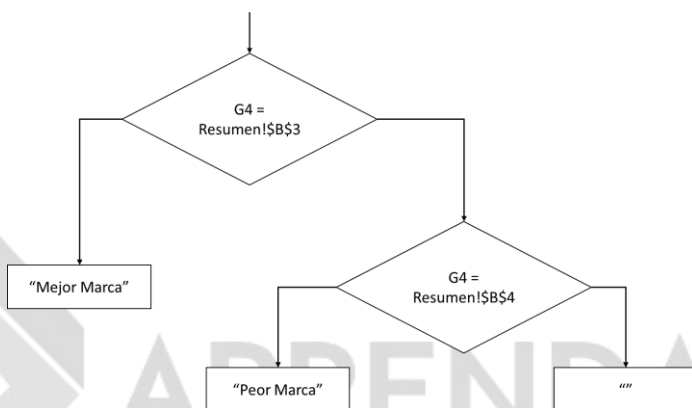 G4 =
Resumen!$B$3
“Mejor Marca”
G4 =
Resumen!$B$4
“Peor Marca”
“”